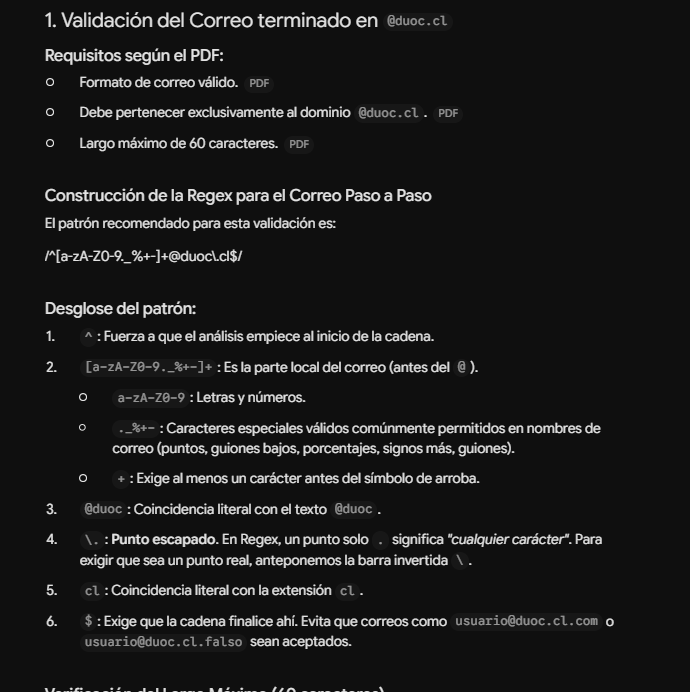 1. Validación del Correo terminado en @duoc.cl
Requisitos según el PDF:
Formato de correo válido. PDF
Debe pertenecer exclusivamente al dominio @duoc.cl. PDF
Largo máximo de 60 caracteres. PDF
Construcción de la Regex para el Correo Paso a Paso
El patrón recomendado para esta validación es:
/^[a-zA-Z0-9._%+-]+@duoc\.cl$/
Desglose del patrón:
1. ^ : Fuerza a que el análisis empiece al inicio de la cadena.
2. [a-zA-Z0-9._%+-]+ : Es la parte local del correo (antes del @ ).
a-zA-Z0-9 : Letras y números.
._%+- : Caracteres especiales válidos comúnmente permitidos en nombres de
correo (puntos, guiones bajos, porcentajes, signos más, guiones).
+ : Exige al menos un carácter antes del símbolo de arroba.
3. @duoc : Coincidencia literal con el texto @duoc .
4. \. : Punto escapado. En Regex, un punto solo . significa "cualquier carácter". Para
exigir que sea un punto real, anteponemos la barra invertida \ .
5. cl : Coincidencia literal con la extensión cl .
6. $ : Exige que la cadena finalice ahí. Evita que correos como usuario@duoc.cl.com o
usuario@duoc.cl.falso sean aceptados.
Verificación del Largo Máximo (60 caracteres)